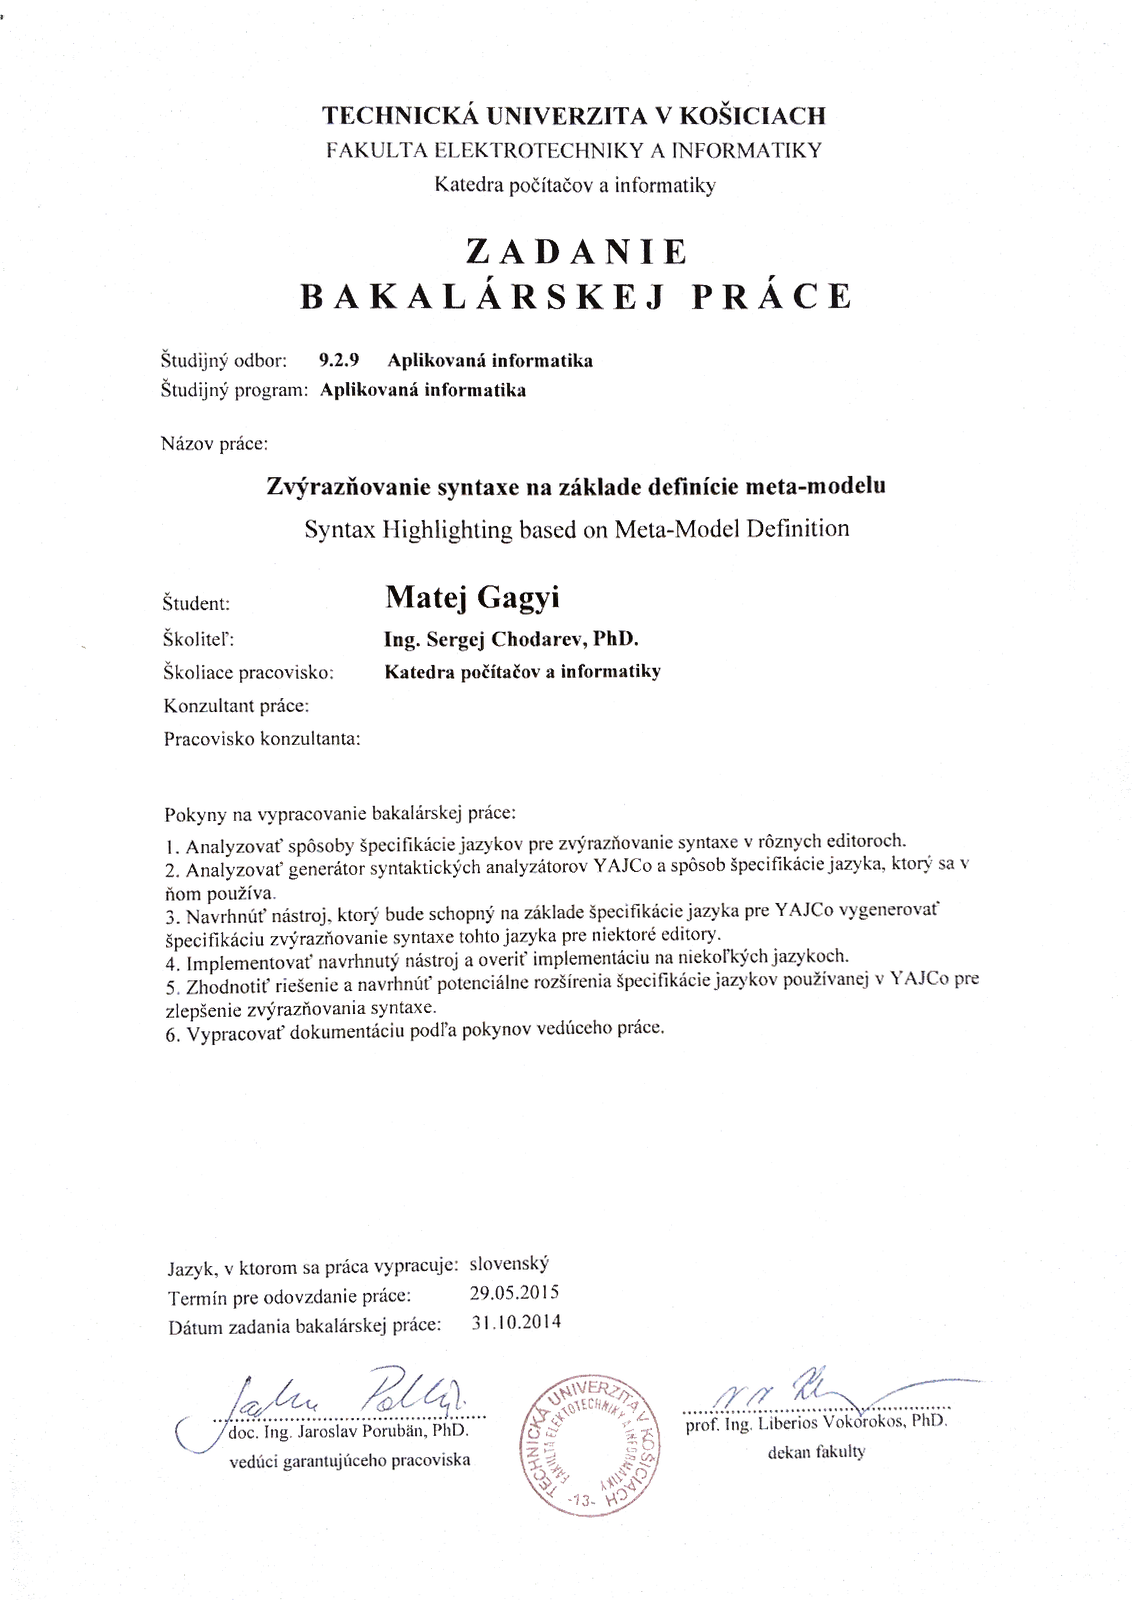 TECHNICKÁ UNIVERZITA V KOŠICIACH
FAKULTA ELEKTROTECHNIKY A INFORMATIKY
Katedra počítačov a informatiky
ZADANIE
BAKALÁRSKEJ PRÁCE
Študijný odbor: 9.2.9 Aplikovaná informatika
Študijný program: Aplikovaná informatika
Názov práce:
Zvýrazňovanie syntaxe na základe definície meta-modelu
Syntax Highlighting based on Meta-Model Definition
Študent: Matej Gagyi
Školiteľ: Ing. Sergej Chodarev, PhD.
Školiace pracovisko: Katedra počítačov a informatiky
Konzultant práce:
Pracovisko konzultanta:
Pokyny na vypracovanie bakalárskej práce:
1. Analyzovať spôsoby špecifikácie jazykov pre zvýrazňovanie syntaxe v rôznych editoroch.
2. Analyzovať generátor syntaktických analyzátorov YAJCo a spôsob špecifikácie jazyka, ktorý sa v
ňom používa.
3. Navrhnúť nástroj, ktorý bude schopný na základe špecifikácie jazyka pre YAJCo vygenerovať
špecifikáciu zvýrazňovanie syntaxe tohto jazyka pre niektoré editory.
4. Implementovať navrhnutý nástroj a overiť implementáciu na niekoľkých jazykoch.
5. Zhodnotiť riešenie a navrhnúť potenciálne rozšírenia špecifikácie jazykov používanej v YAJCo pre
zlepšenie zvýrazňovania syntaxe.
6. Vypracovať dokumentáciu podľa pokynov vedúceho práce.
Jazyk, v ktorom sa práca vypracuje: slovenský
Termín pre odovzdanie práce: 29.05.2015
Dátum zadania bakalárskej práce: 31.10.2014
doc. Ing. Jaroslav Porubän, PhD.
vedúci garantujúceho pracoviska
TECHNICKÁ UNIVERZITA V KOŠICIACH
FAKULTA ELEKTOTECHNIKY A INFORMATIKY
-13-
prof. Ing. Liberios Vokorokos, PhD.
dekan fakulty